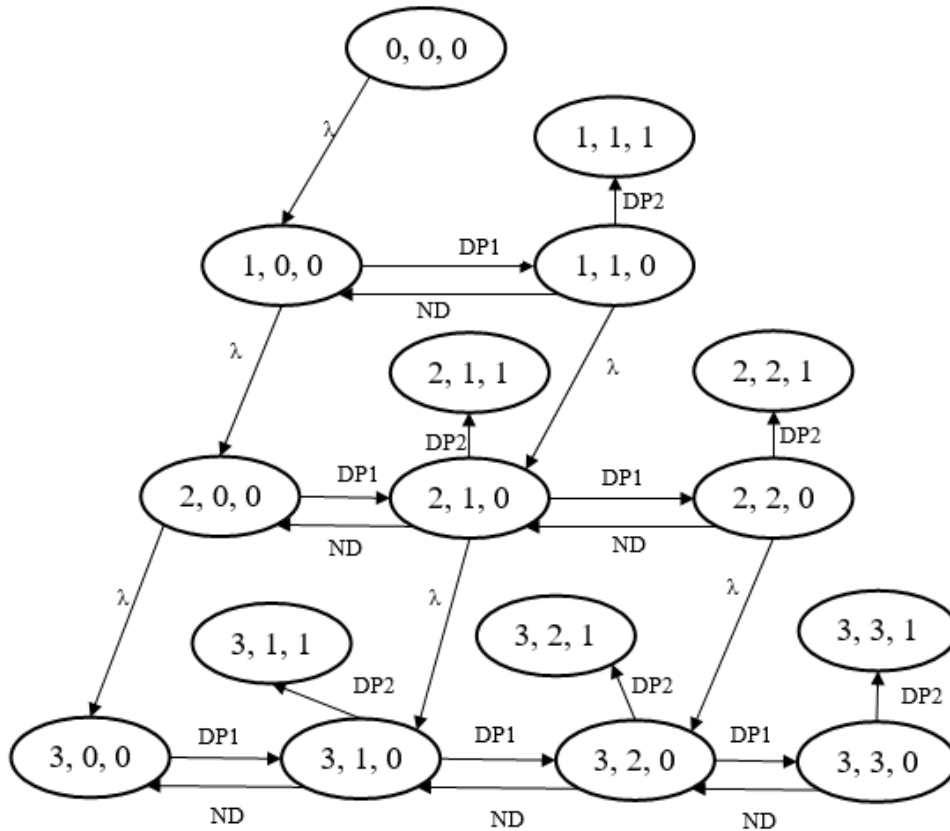 0, 0, 0
λ
1, 1, 1
DP2
1, 0, 0
DP1
1, 1, 0
ND
λ
2, 1, 1
λ
2, 2, 1
DP2
DP2
2, 0, 0
DP1
2, 1, 0
DP1
2, 2, 0
ND
ND
λ
λ
λ
3, 1, 1
3, 2, 1
3, 3, 1
DP2
DP2
DP2
3, 0, 0
DP1
3, 1, 0
DP1
3, 2, 0
DP1
3, 3, 0
ND
ND
ND